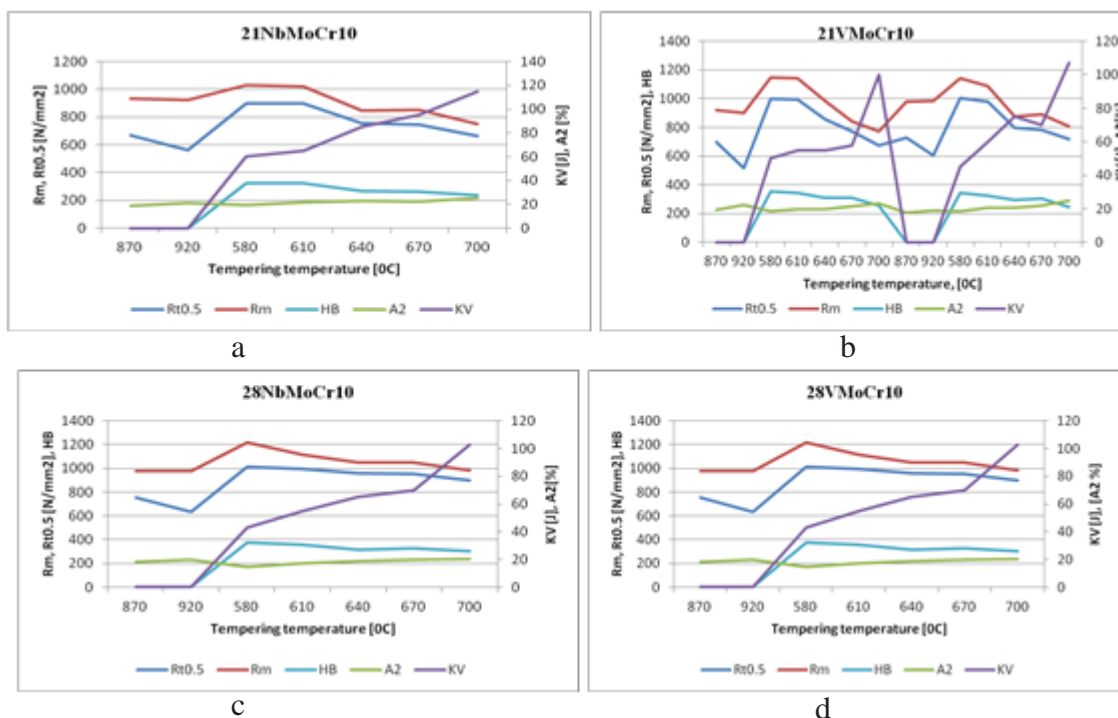 21NbMoCr10
Rm, Rt0.5 [N/mm2]
1200
1000
800
600
400
200
0
140
120
100
80
60
40
20
0
KV [J], A2 [%]
870 920 580 610 640 670 700
Tempering temperature [0C]
Rt0.5 Rm HB A2 KV
a
21VMoCr10
Rm, Rt0.5 [N/mm2], HB
1400
1200
1000
800
600
400
200
0
120
100
80
60
40
20
0
870 920 580 610 640 670 700 870 920 580 610 640 670 700
Tempering temperature, [0C]
Rt0.5 Rm HB A2 KV
b
28NbMoCr10
Rm, Rt0.5 [N/mm2], HB
1400
1200
1000
800
600
400
200
0
120
100
80
60
40
20
0
KV [J], A2 [%]
870 920 580 610 640 670 700
Tempering temperature [0C]
Rt0.5 Rm HB A2 KV
c
28VMoCr10
Rm, Rt0.5 [N/mm2], HB
1400
1200
1000
800
600
400
200
0
120
100
80
60
40
20
0
KV [J], [A2 %]
870 920 580 610 640 670 700
Tempering temperature [0C]
Rt0.5 Rm HB A2 KV
d